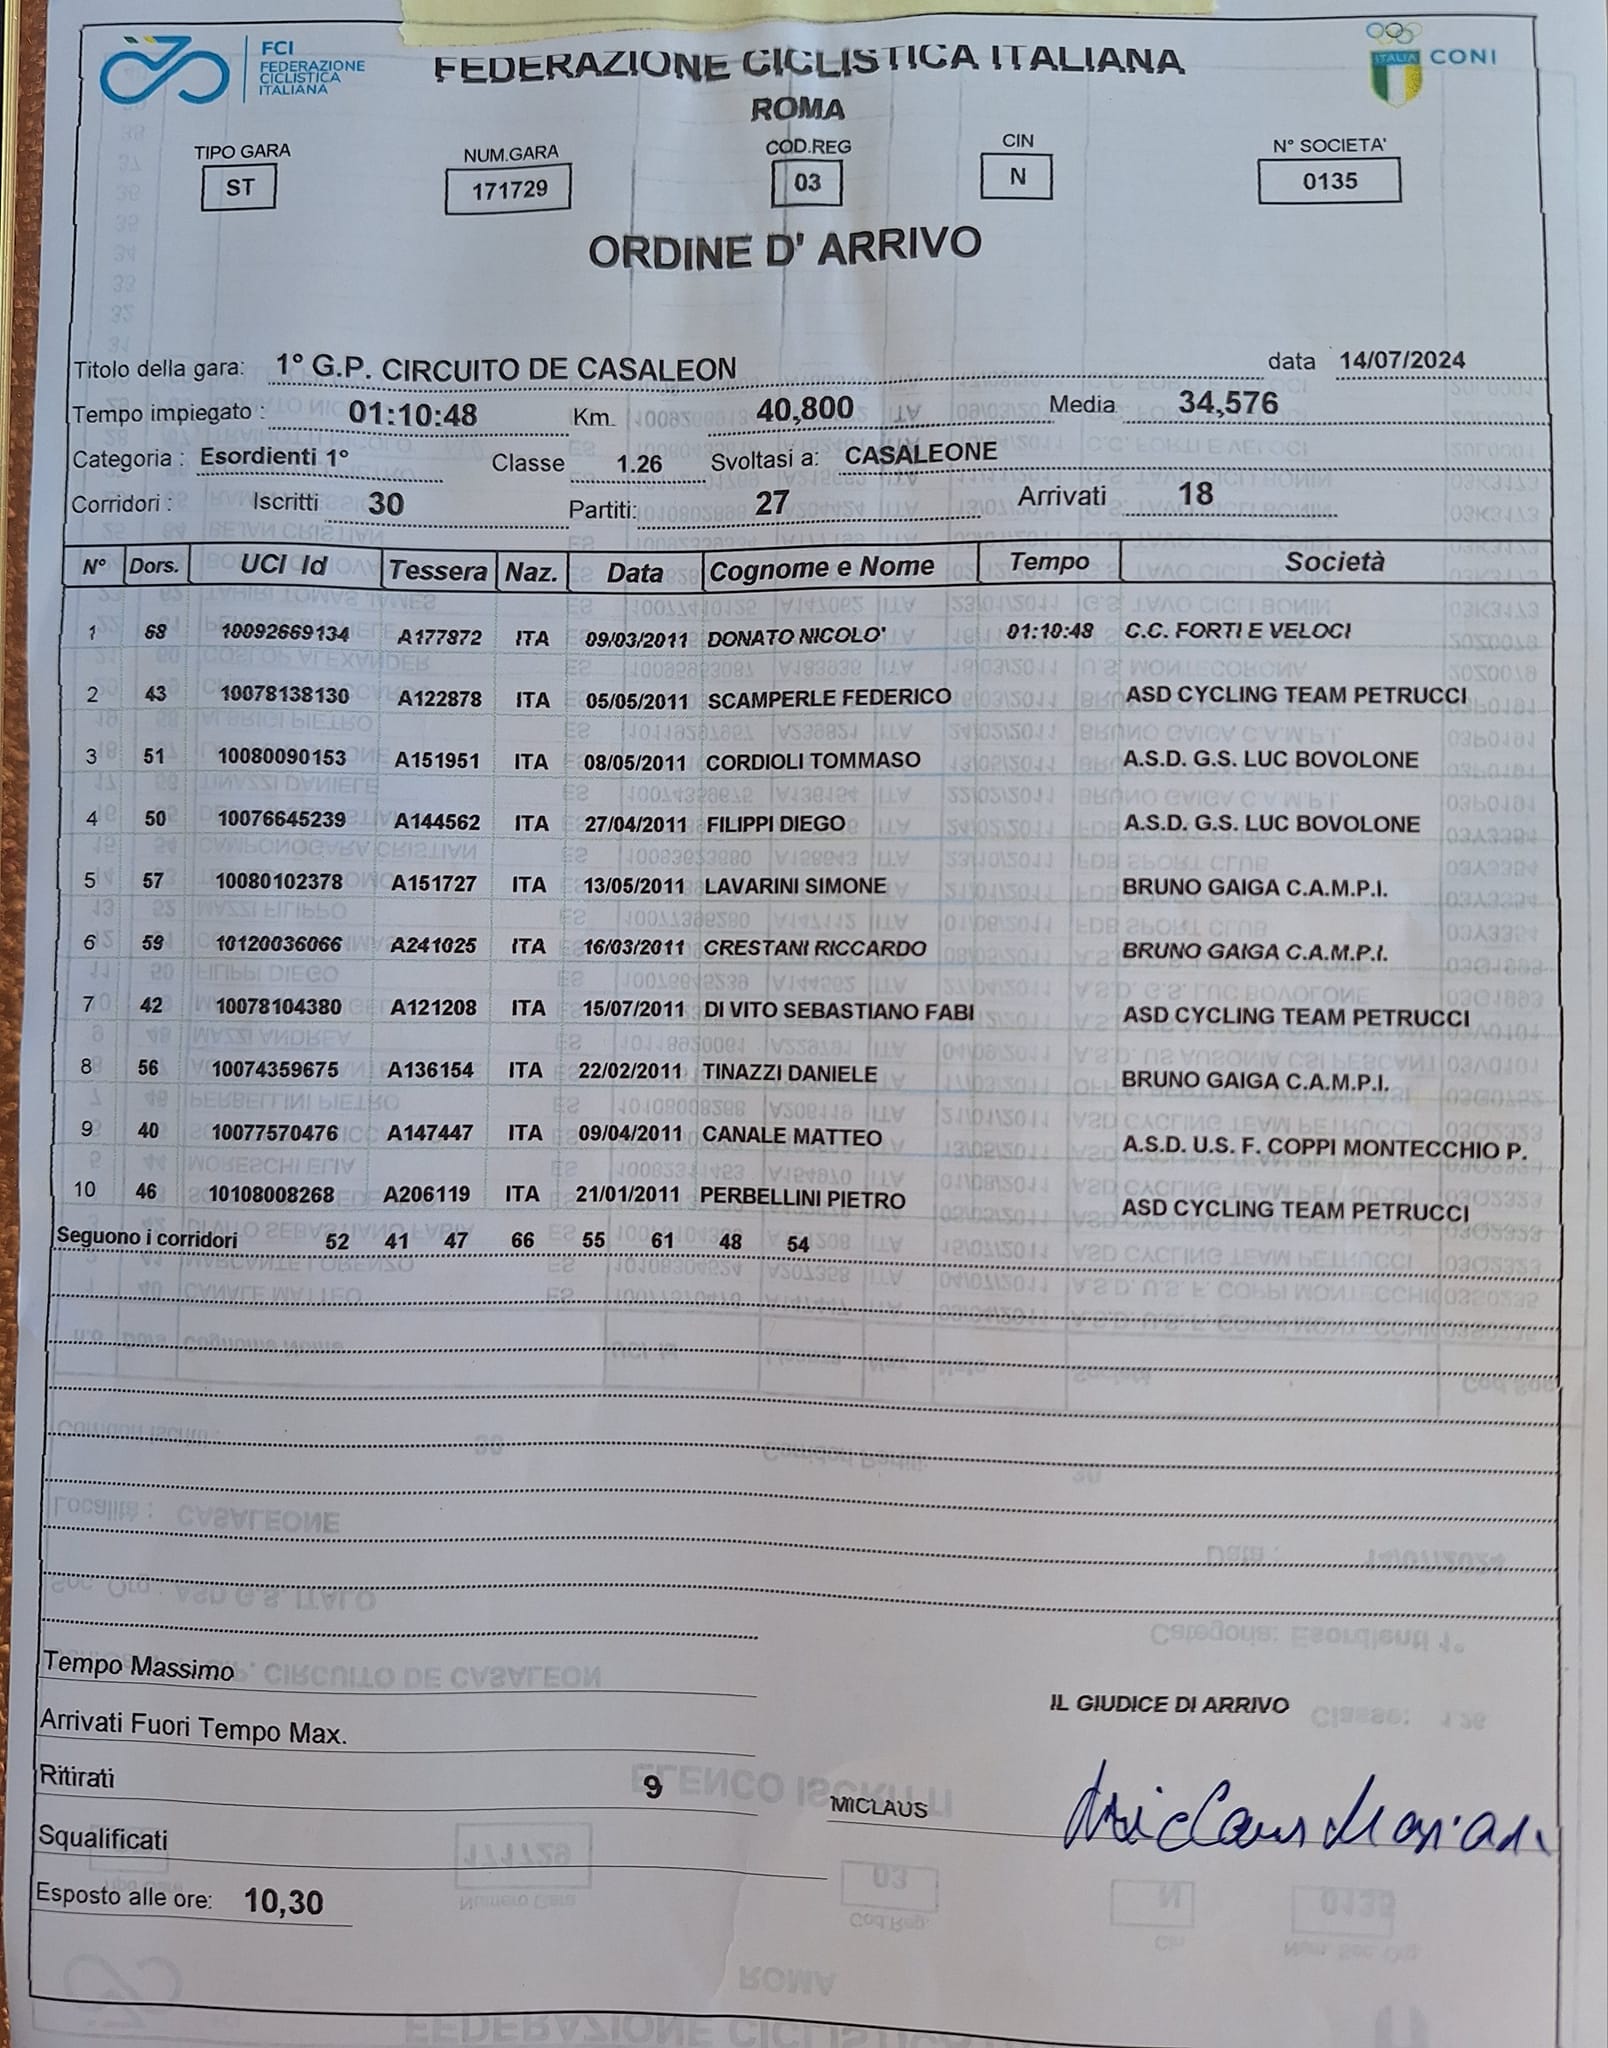 FCI
FEDERAZIONE
CICLISTICA
ITALIANA
FEDERAZIONE CICLISTICA ITALIANA
ROMA
ITALIA
CONI
TIPO GARA NUM.GARA COD.REG CIN N° SOCIETA'
ST 171729 03 N 0135
ORDINE D' ARRIVO
Titolo della gara: 1° G.P. CIRCUITO DE CASALEON data 14/07/2024
Tempo impiegato : 01:10:48 Km. 40,800 Media 34,576
Categoria : Esordienti 1° Classe 1.26 Svoltasi a: CASALEONE
Corridori : Iscritti 30 Partiti: 27 Arrivati 18
N° Dors. UCI Id Tessera Naz. Data Cognome e Nome Tempo Società
1 68 10092669134 A177872 ITA 09/03/2011 DONATO NICOLO' 01:10:48 C.C. FORTI E VELOCI
2 43 10078138130 A122878 ITA 05/05/2011 SCAMPERLE FEDERICO ASD CYCLING TEAM PETRUCCI
3 51 10080090153 A151951 ITA 08/05/2011 CORDIOLI TOMMASO A.S.D. G.S. LUC BOVOLONE
4 50 10076645239 A144562 ITA 27/04/2011 FILIPPI DIEGO A.S.D. G.S. LUC BOVOLONE
5 57 10080102378 A151727 ITA 13/05/2011 LAVARINI SIMONE BRUNO GAIGA C.A.M.P.I.
6 59 10120036066 A241025 ITA 16/03/2011 CRESTANI RICCARDO BRUNO GAIGA C.A.M.P.I.
7 42 10078104380 A121208 ITA 15/07/2011 DI VITO SEBASTIANO FABI ASD CYCLING TEAM PETRUCCI
8 56 10074359675 A136154 ITA 22/02/2011 TINAZZI DANIELE BRUNO GAIGA C.A.M.P.I.
9 40 10077570476 A147447 ITA 09/04/2011 CANALE MATTEO A.S.D. U.S. F. COPPI MONTECCHIO P.
10 46 10108008268 A206119 ITA 21/01/2011 PERBELLINI PIETRO ASD CYCLING TEAM PETRUCCI
Seguono i corridori 52 41 47 66 55 61 48 54
Tempo Massimo
IL GIUDICE DI ARRIVO
Arrivati Fuori Tempo Max.
Ritirati 9
MICLAUS Miclaus Marian
Squalificati
Esposto alle ore: 10,30